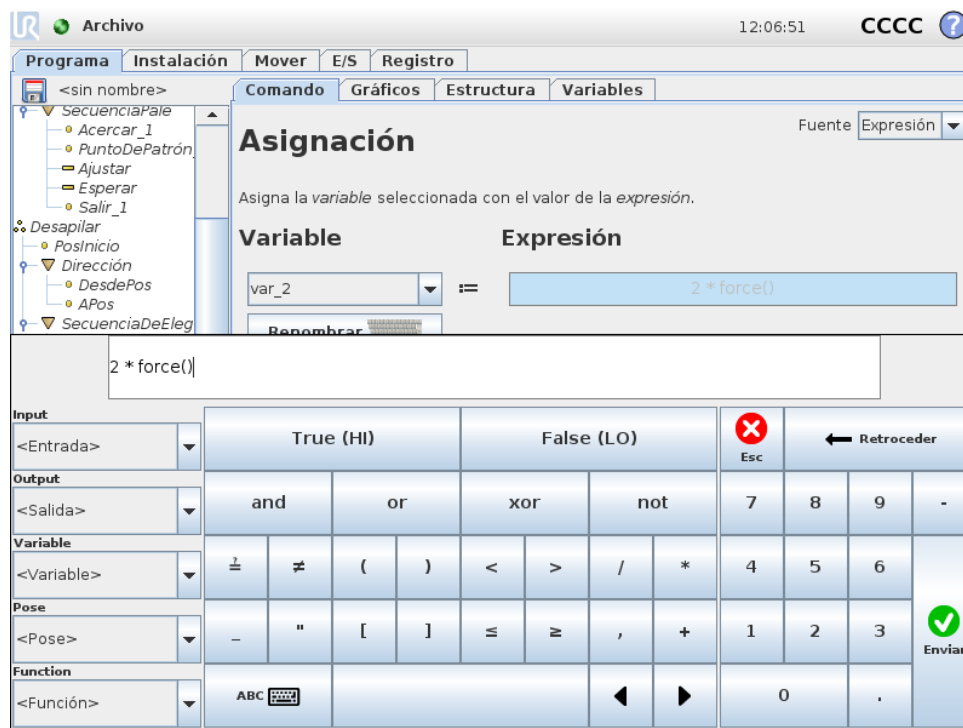 UR Archivo 12:06:51 CCCC ?
Programa Instalación Mover E/S Registro
<sin nombre> Comando Gráficos Estructura Variables
SecuenciaPale
Acercar_1
PuntoDePatrón_
Ajustar
Esperar
Salir_1
Desapilar
PosInicio
Dirección
DesdePos
APos
SecuenciaDeEleg
Asignación
Fuente Expresión
Asigna la variable seleccionada con el valor de la expresión.
Variable Expresión
var_2 := 2 * force()
Renombrar
2 * force()
Input
<Entrada> True (HI) False (LO) Esc Retroceder
Output
<Salida> and or xor not 7 8 9 -
Variable
<Variable> ≟ ≠ ( ) < > / * 4 5 6
Pose
<Pose> _ " [ ] ≤ ≥ , + 1 2 3 Enviar
Function
<Función> ABC 0 .